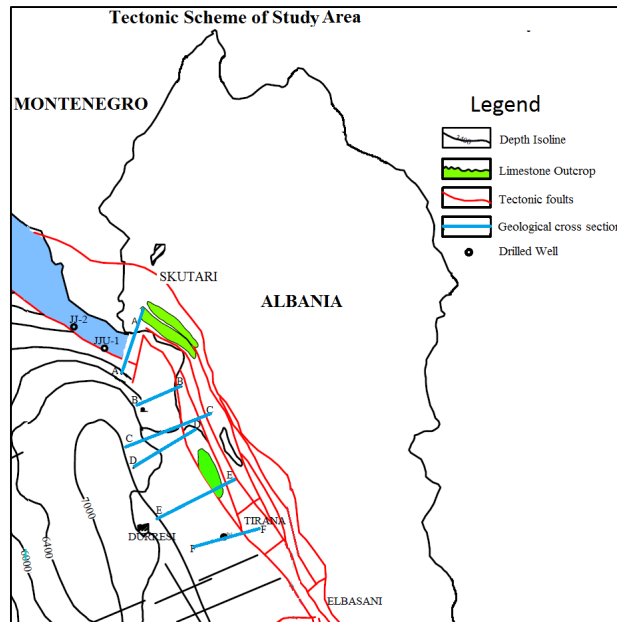 Tectonic Scheme of Study Area
MONTENEGRO
Legend
1400
Depth Isoline
Limestone Outcrop
Tectonic foults
Geological cross section
Drilled Well
SKUTARI
ALBANIA
JJ-2
JJU-1
A
A
B
B
C
C
D
D
E
E
F
F
7000
6400
6000
DURRESI
TIRANA
ELBASANI